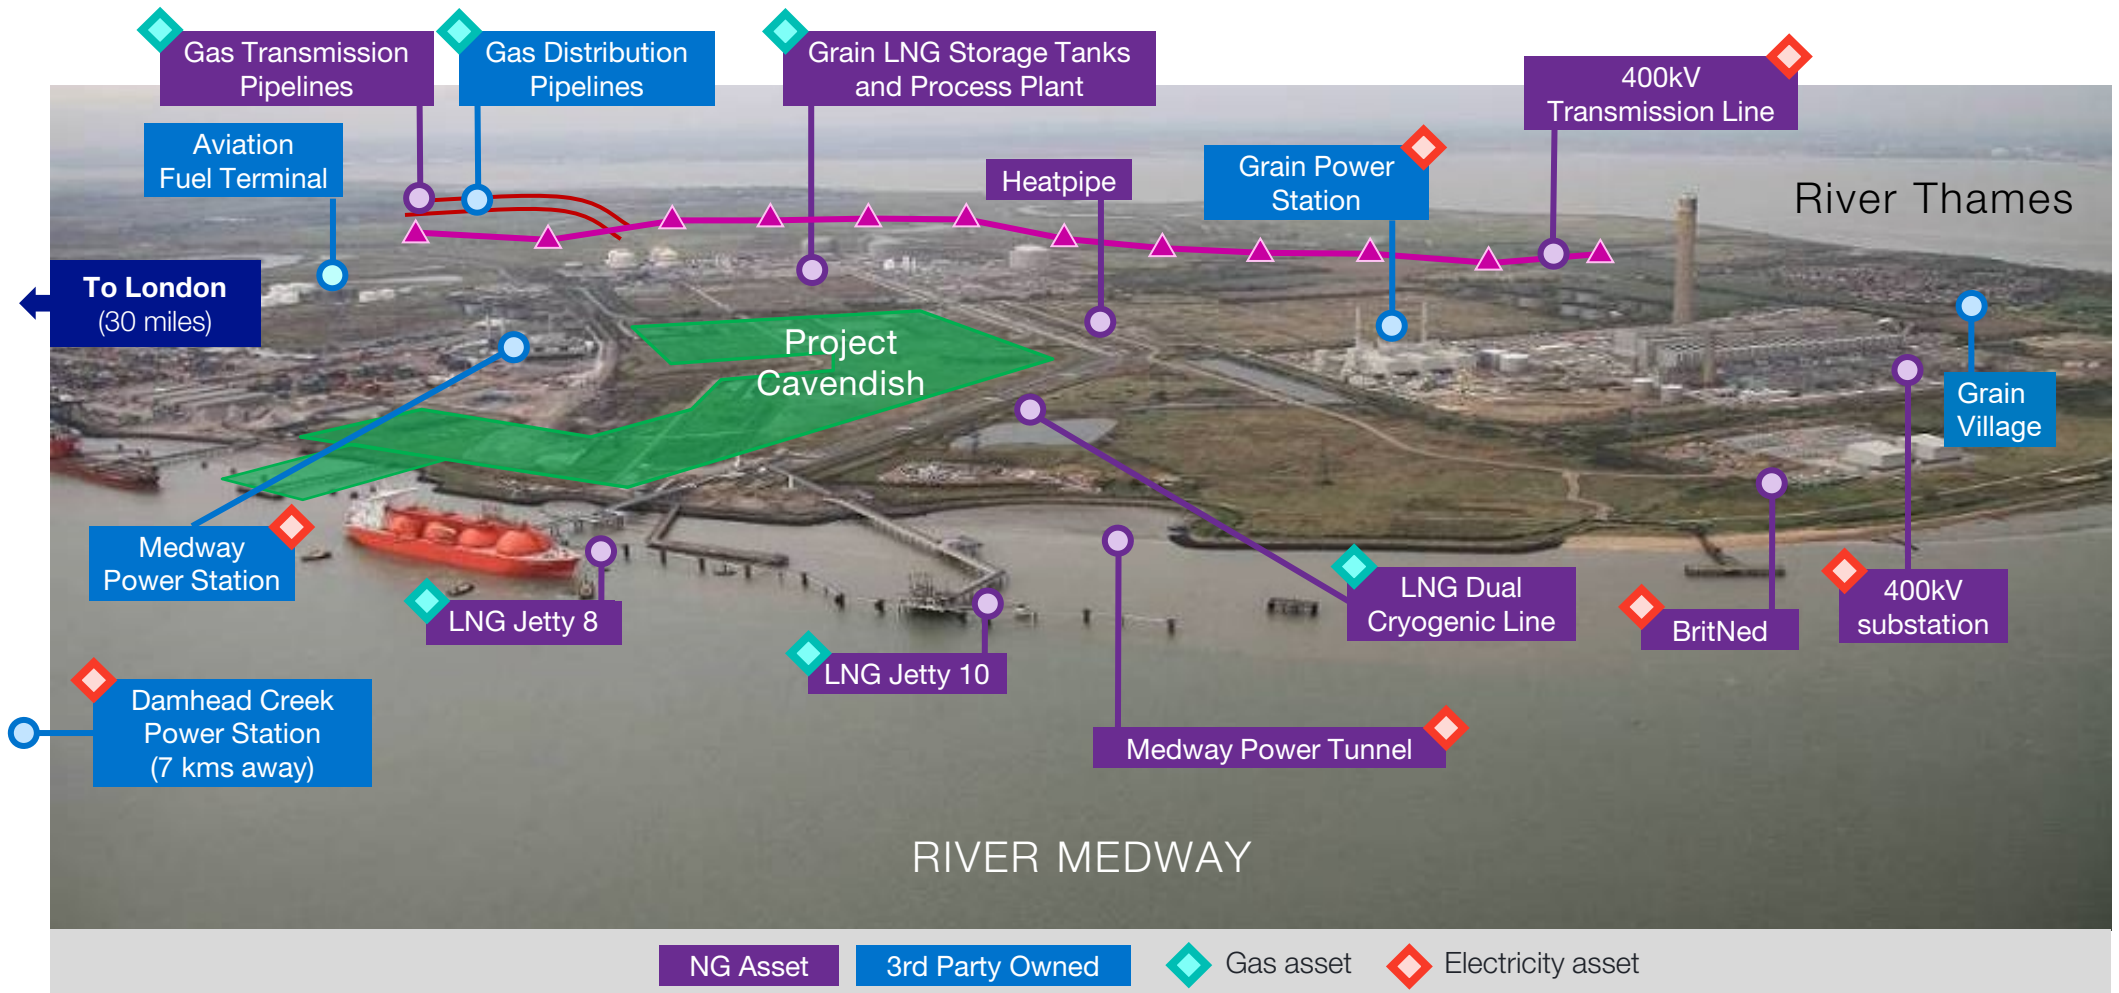 Gas Transmission
Pipelines
Gas Distribution
Pipelines
Grain LNG Storage Tanks
and Process Plant
400kV
Transmission Line
Aviation
Fuel Terminal
Heatpipe
Grain Power
Station
River Thames
To London
(30 miles)
Project
Cavendish
Grain
Village
Medway
Power Station
LNG Jetty 8
LNG Jetty 10
LNG Dual
Cryogenic Line
BritNed
400kV
substation
Damhead Creek
Power Station
(7 kms away)
Medway Power Tunnel
RIVER MEDWAY
NG Asset
3rd Party Owned
Gas asset
Electricity asset